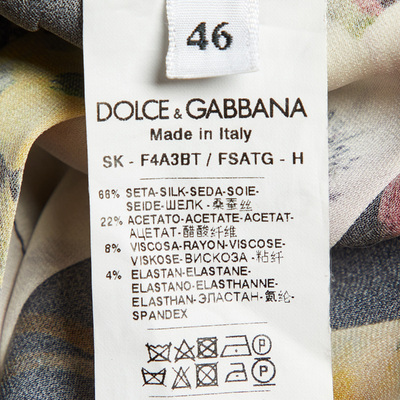 46
DOLCE & GABBANA
Made in Italy
SK - F4A3BT / FSATG - H
66% SETA-SILK-SEDA-SOIE-
SEIDE-ШЕЛК-桑蚕丝
22% ACETATO-ACETATE-ACETAT-
АЦЕТАТ-醋酸纤维
8% VISCOSA-RAYON-VISCOSE-
VISKOSE-ВИСКОЗА-粘纤
4% ELASTAN-ELASTANE-
ELASTANO-ELASTHANNE-
ELASTHAN-ЭЛАСТАН-氨纶-
SPANDEX
P
P